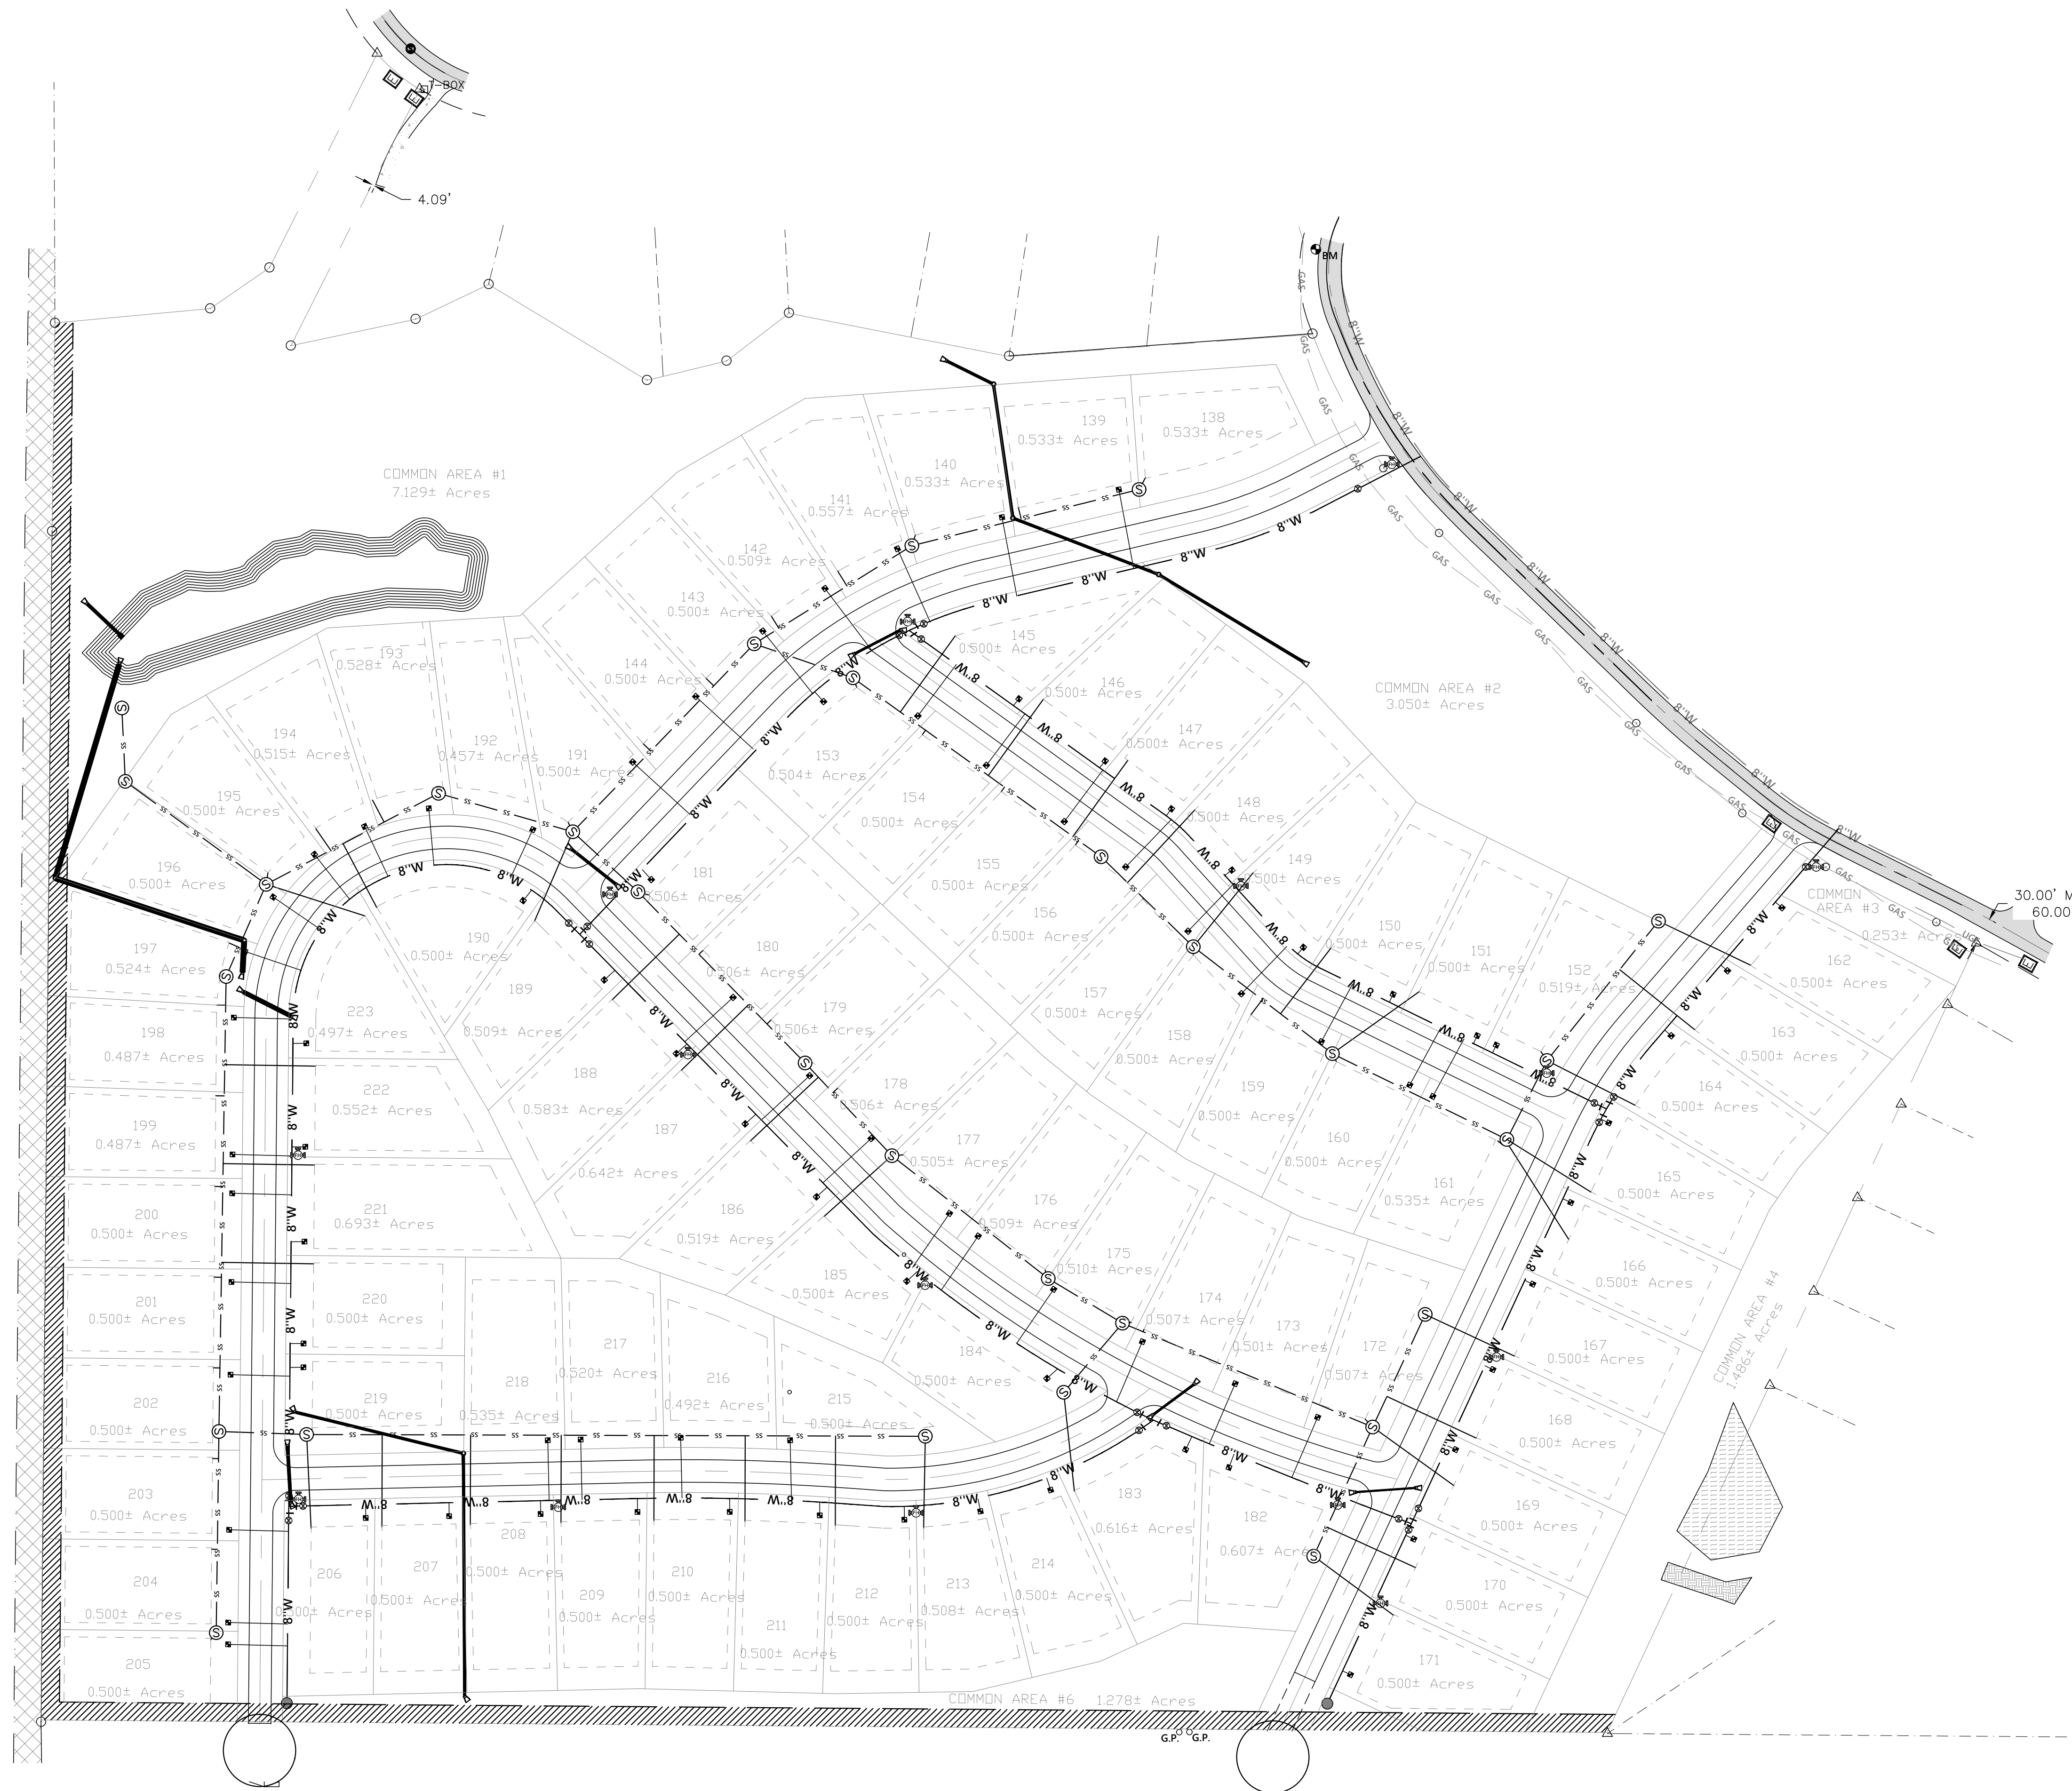 T-BOX
4.09'
BM
COMMON AREA #1
7.129± Acres
138
0.533± Acres
139
0.533± Acres
140
0.533± Acres
141
0.557± Acres
142
0.509± Acres
143
0.500± Acres
144
0.500± Acres
145
0.500± Acres
146
0.500± Acres
147
0.500± Acres
148
0.500± Acres
149
0.500± Acres
150
0.500± Acres
151
0.500± Acres
152
0.519± Acres
COMMON AREA #2
3.050± Acres
30.00'
60.00
COMMON
AREA #3
0.253± Acres
153
0.504± Acres
154
0.500± Acres
155
0.500± Acres
156
0.500± Acres
157
0.500± Acres
158
0.500± Acres
159
0.500± Acres
160
0.500± Acres
161
0.535± Acres
162
0.500± Acres
163
0.500± Acres
164
0.500± Acres
165
0.500± Acres
166
0.500± Acres
167
0.500± Acres
168
0.500± Acres
169
0.500± Acres
170
0.500± Acres
171
0.500± Acres
COMMON AREA #4
1.486± Acres
172
0.507± Acres
173
0.501± Acres
174
0.507± Acres
175
0.510± Acres
176
0.509± Acres
177
0.505± Acres
178
0.506± Acres
179
0.506± Acres
180
0.506± Acres
181
0.506± Acres
182
0.607± Acres
183
0.616± Acres
184
0.500± Acres
185
0.500± Acres
186
0.519± Acres
187
0.642± Acres
188
0.583± Acres
189
0.509± Acres
190
0.500± Acres
191
0.500± Acres
192
0.457± Acres
193
0.528± Acres
194
0.515± Acres
195
0.500± Acres
196
0.500± Acres
197
0.524± Acres
198
0.487± Acres
199
0.487± Acres
200
0.500± Acres
201
0.500± Acres
202
0.500± Acres
203
0.500± Acres
204
0.500± Acres
205
0.500± Acres
206
0.500± Acres
207
0.500± Acres
208
0.500± Acres
209
0.500± Acres
210
0.500± Acres
211
0.500± Acres
212
0.500± Acres
213
0.508± Acres
214
0.500± Acres
215
0.500± Acres
216
0.492± Acres
217
0.520± Acres
218
0.535± Acres
219
0.500± Acres
220
0.500± Acres
221
0.693± Acres
222
0.552± Acres
223
0.497± Acres
COMMON AREA #6 1.278± Acres
G.P. G.P.
8"W
GAS
SS
UGE